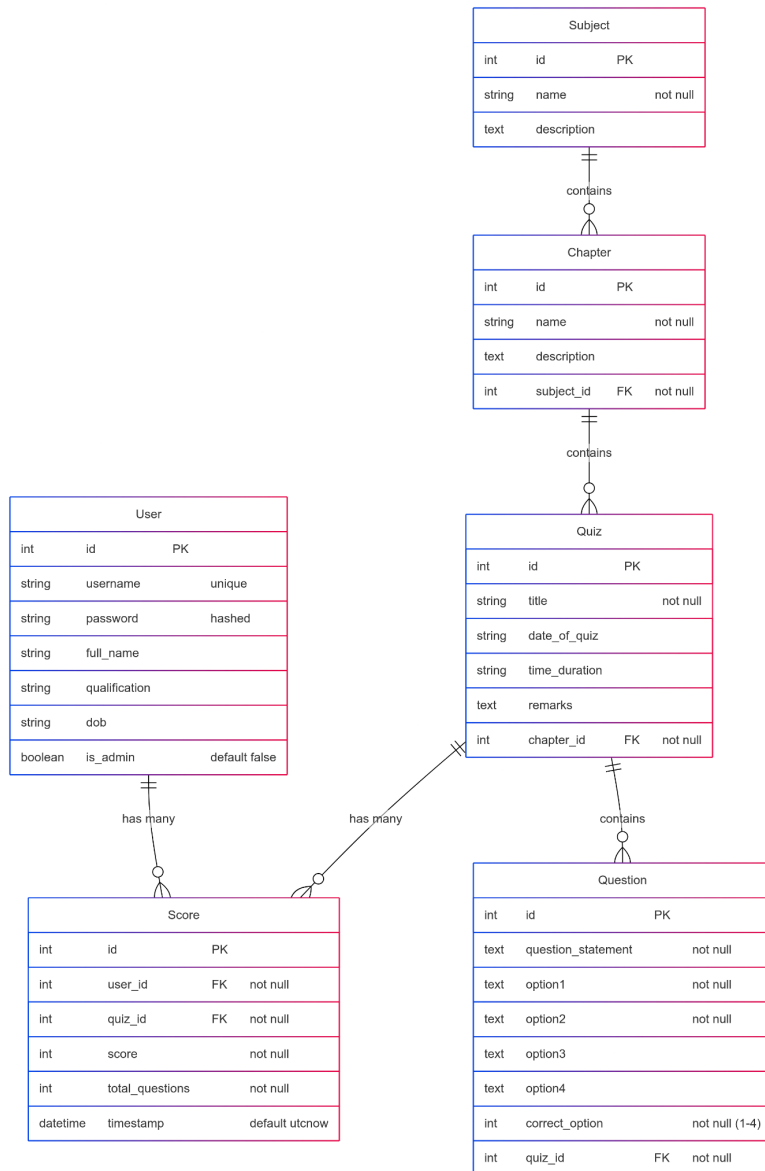 Subject
int id PK
string name not null
text description
contains
Chapter
int id PK
string name not null
text description
int subject_id FK not null
contains
User
int id PK
string username unique
string password hashed
string full_name
string qualification
string dob
boolean is_admin default false
Quiz
int id PK
string title not null
string date_of_quiz
string time_duration
text remarks
int chapter_id FK not null
has many
has many
contains
Score
int id PK
int user_id FK not null
int quiz_id FK not null
int score not null
int total_questions not null
datetime timestamp default utcnow
Question
int id PK
text question_statement not null
text option1 not null
text option2 not null
text option3
text option4
int correct_option not null (1-4)
int quiz_id FK not null